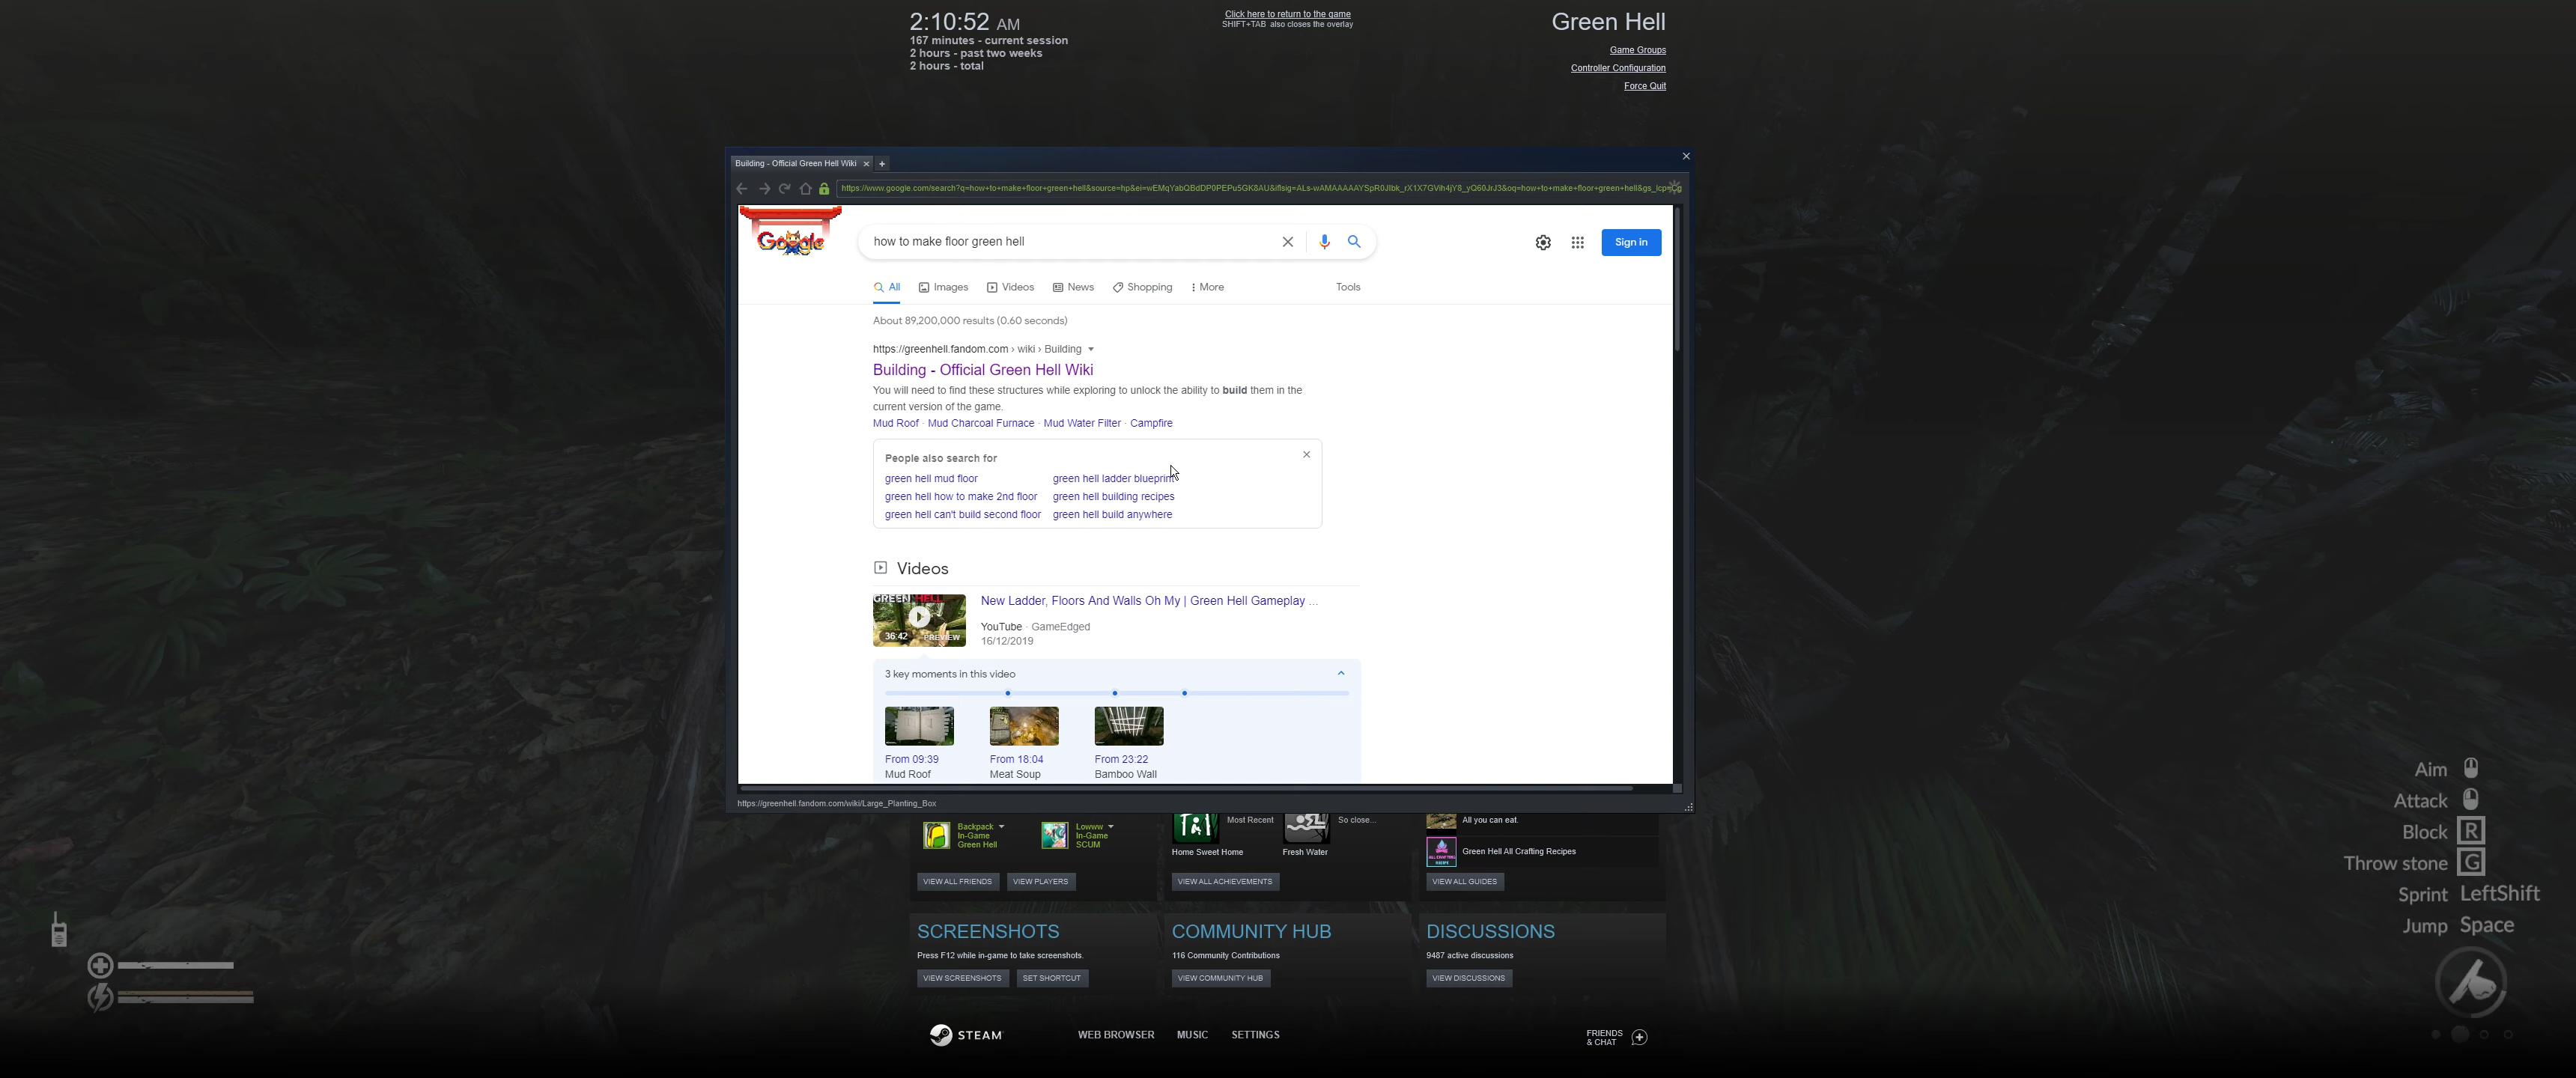 2:10:52 AM
167 minutes - current session
2 hours - past two weeks
2 hours - total
Click here to return to the game
SHIFT+TAB also closes the overlay
Green Hell
Game Groups
Controller Configuration
Force Quit
Building - Official Green Hell Wiki
Google
how to make floor green hell
Sign in
All
Images
Videos
News
Shopping
More
Tools
About 89,200,000 results (0.60 seconds)
https://greenhell.fandom.com › wiki › Building
Building - Official Green Hell Wiki
You will need to find these structures while exploring to unlock the ability to build them in the
current version of the game.
Mud Roof · Mud Charcoal Furnace · Mud Water Filter · Campfire
People also search for
green hell mud floor
green hell ladder blueprint
green hell how to make 2nd floor
green hell building recipes
green hell can't build second floor
green hell build anywhere
Videos
GREEN HELL
36:42
PREVIEW
New Ladder, Floors And Walls Oh My | Green Hell Gameplay ...
YouTube · GameEdged
16/12/2019
3 key moments in this video
From 09:39
Mud Roof
From 18:04
Meat Soup
From 23:22
Bamboo Wall
https://greenhell.fandom.com/wiki/Large_Planting_Box
Backpack
In-Game
Green Hell
Lowww
In-Game
SCUM
VIEW ALL FRIENDS
VIEW PLAYERS
Most Recent
Home Sweet Home
So close...
Fresh Water
VIEW ALL ACHIEVEMENTS
All you can eat.
Green Hell All Crafting Recipes
VIEW ALL GUIDES
SCREENSHOTS
Press F12 while in-game to take screenshots.
VIEW SCREENSHOTS
SET SHORTCUT
COMMUNITY HUB
116 Community Contributions
VIEW COMMUNITY HUB
DISCUSSIONS
9487 active discussions
VIEW DISCUSSIONS
STEAM
WEB BROWSER
MUSIC
SETTINGS
FRIENDS
& CHAT
Aim
Attack
Block R
Throw stone G
Sprint LeftShift
Jump Space